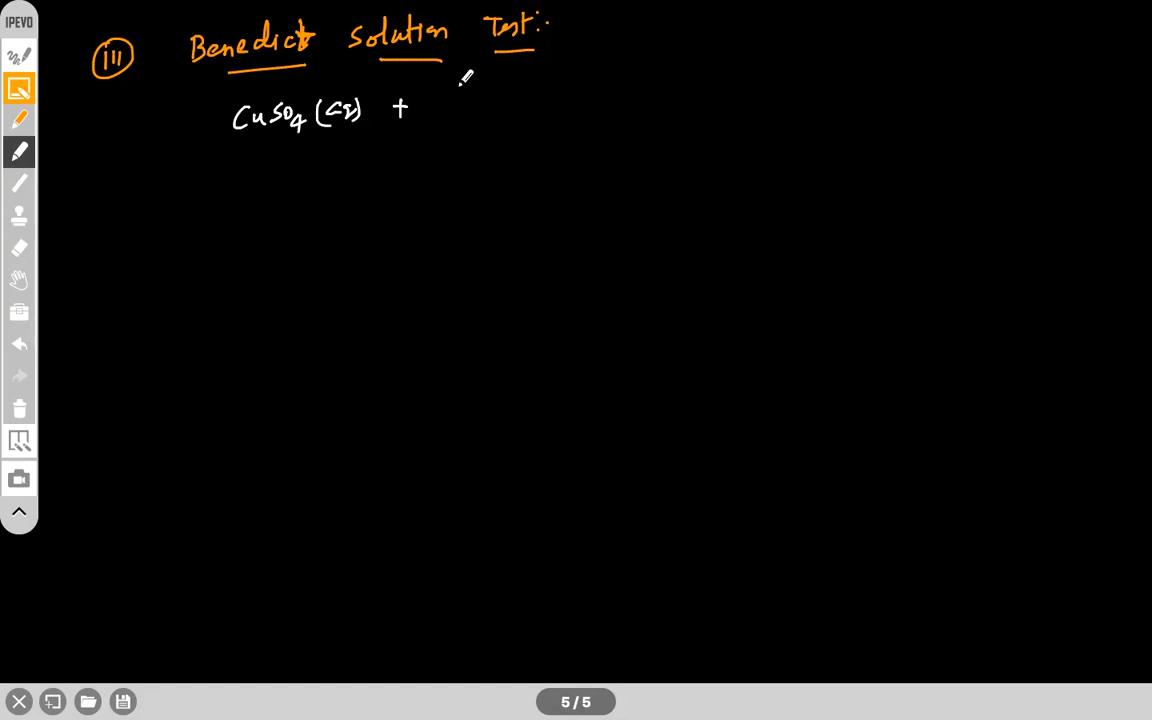 IPEVO
(iii) Benedict Solution Test:-
CuSO4 (aq) +
5 / 5